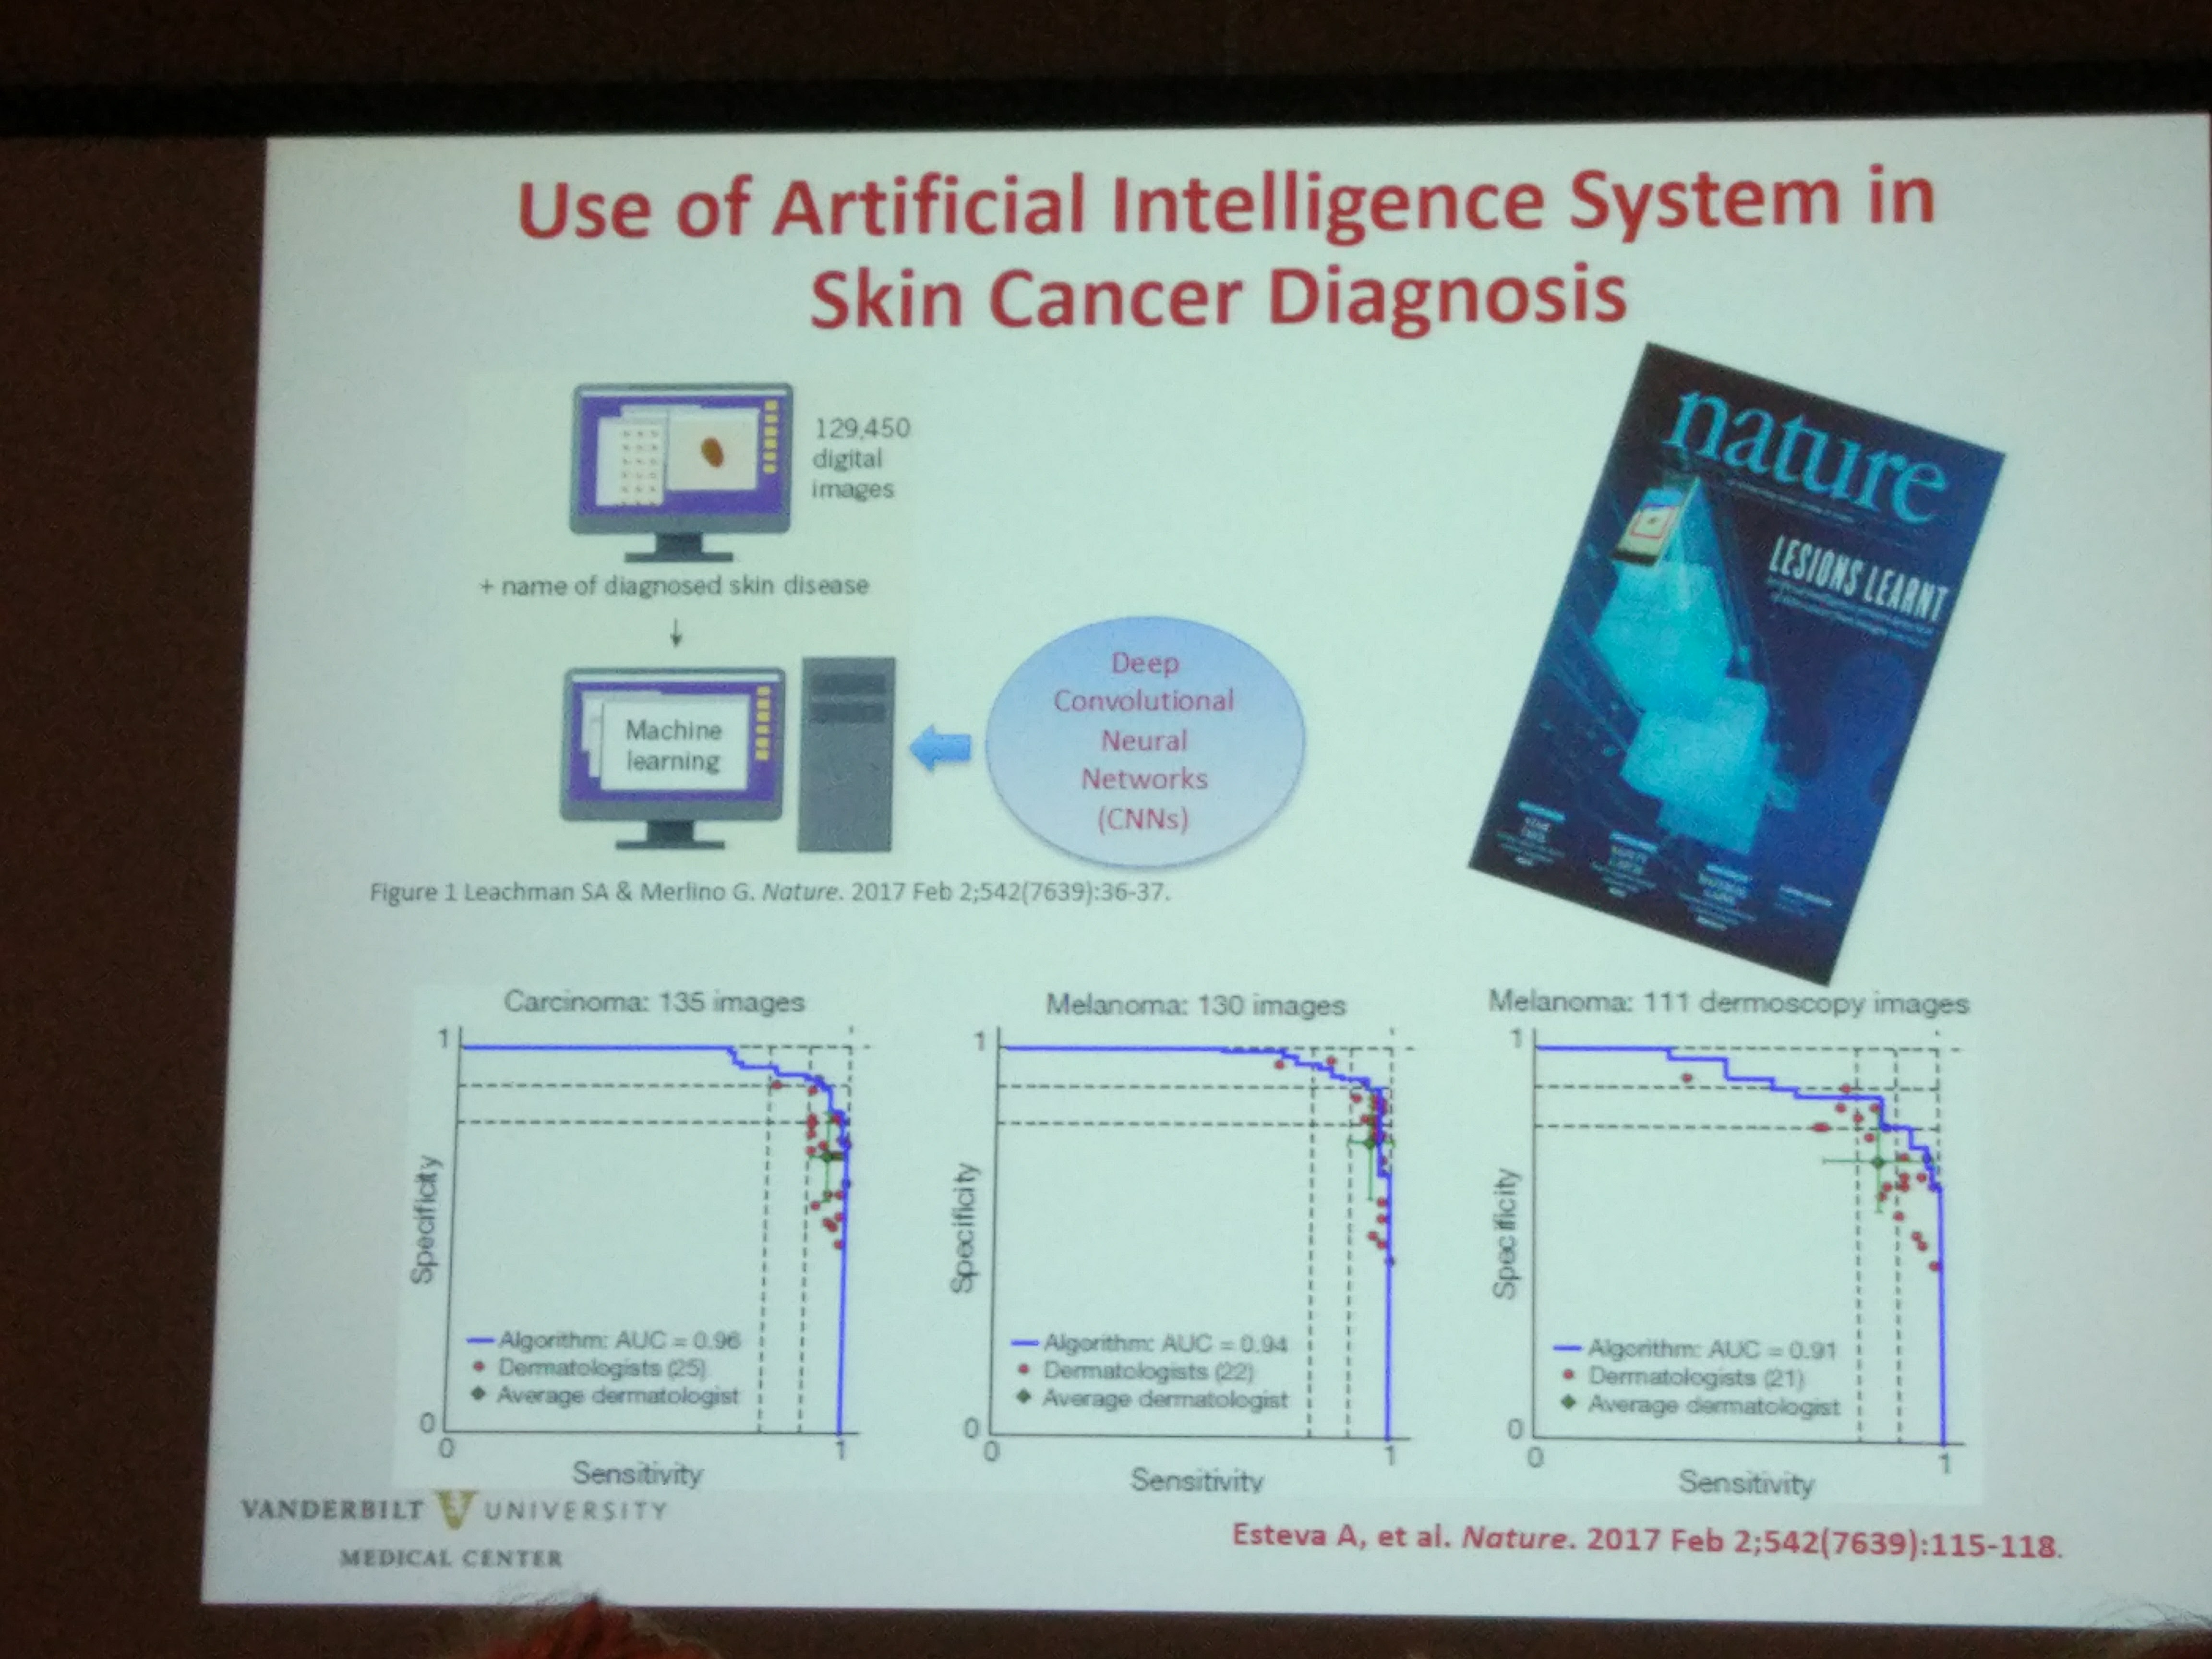 Use of Artificial Intelligence System in
Skin Cancer Diagnosis
129,450
digital
images
+ name of diagnosed skin disease
Machine
learning
Deep
Convolutional
Neural
Networks
(CNNs)
nature
LESIONS LEARNT
Figure 1 Leachman SA & Merlino G. Nature. 2017 Feb 2;542(7639):36-37.
Carcinoma: 135 images
1
Specificity
Algorithm: AUC = 0.96
Dermatologists (25)
Average dermatologist
0
0
1
Sensitivity
Melanoma: 130 images
1
Specificity
Algorithm: AUC = 0.94
Dermatologists (22)
Average dermatologist
0
0
1
Sensitivity
Melanoma: 111 dermoscopy images
1
Specificity
Algorithm: AUC = 0.91
Dermatologists (21)
Average dermatologist
0
0
1
Sensitivity
VANDERBILT V UNIVERSITY
MEDICAL CENTER
Esteva A, et al. Nature. 2017 Feb 2;542(7639):115-118.